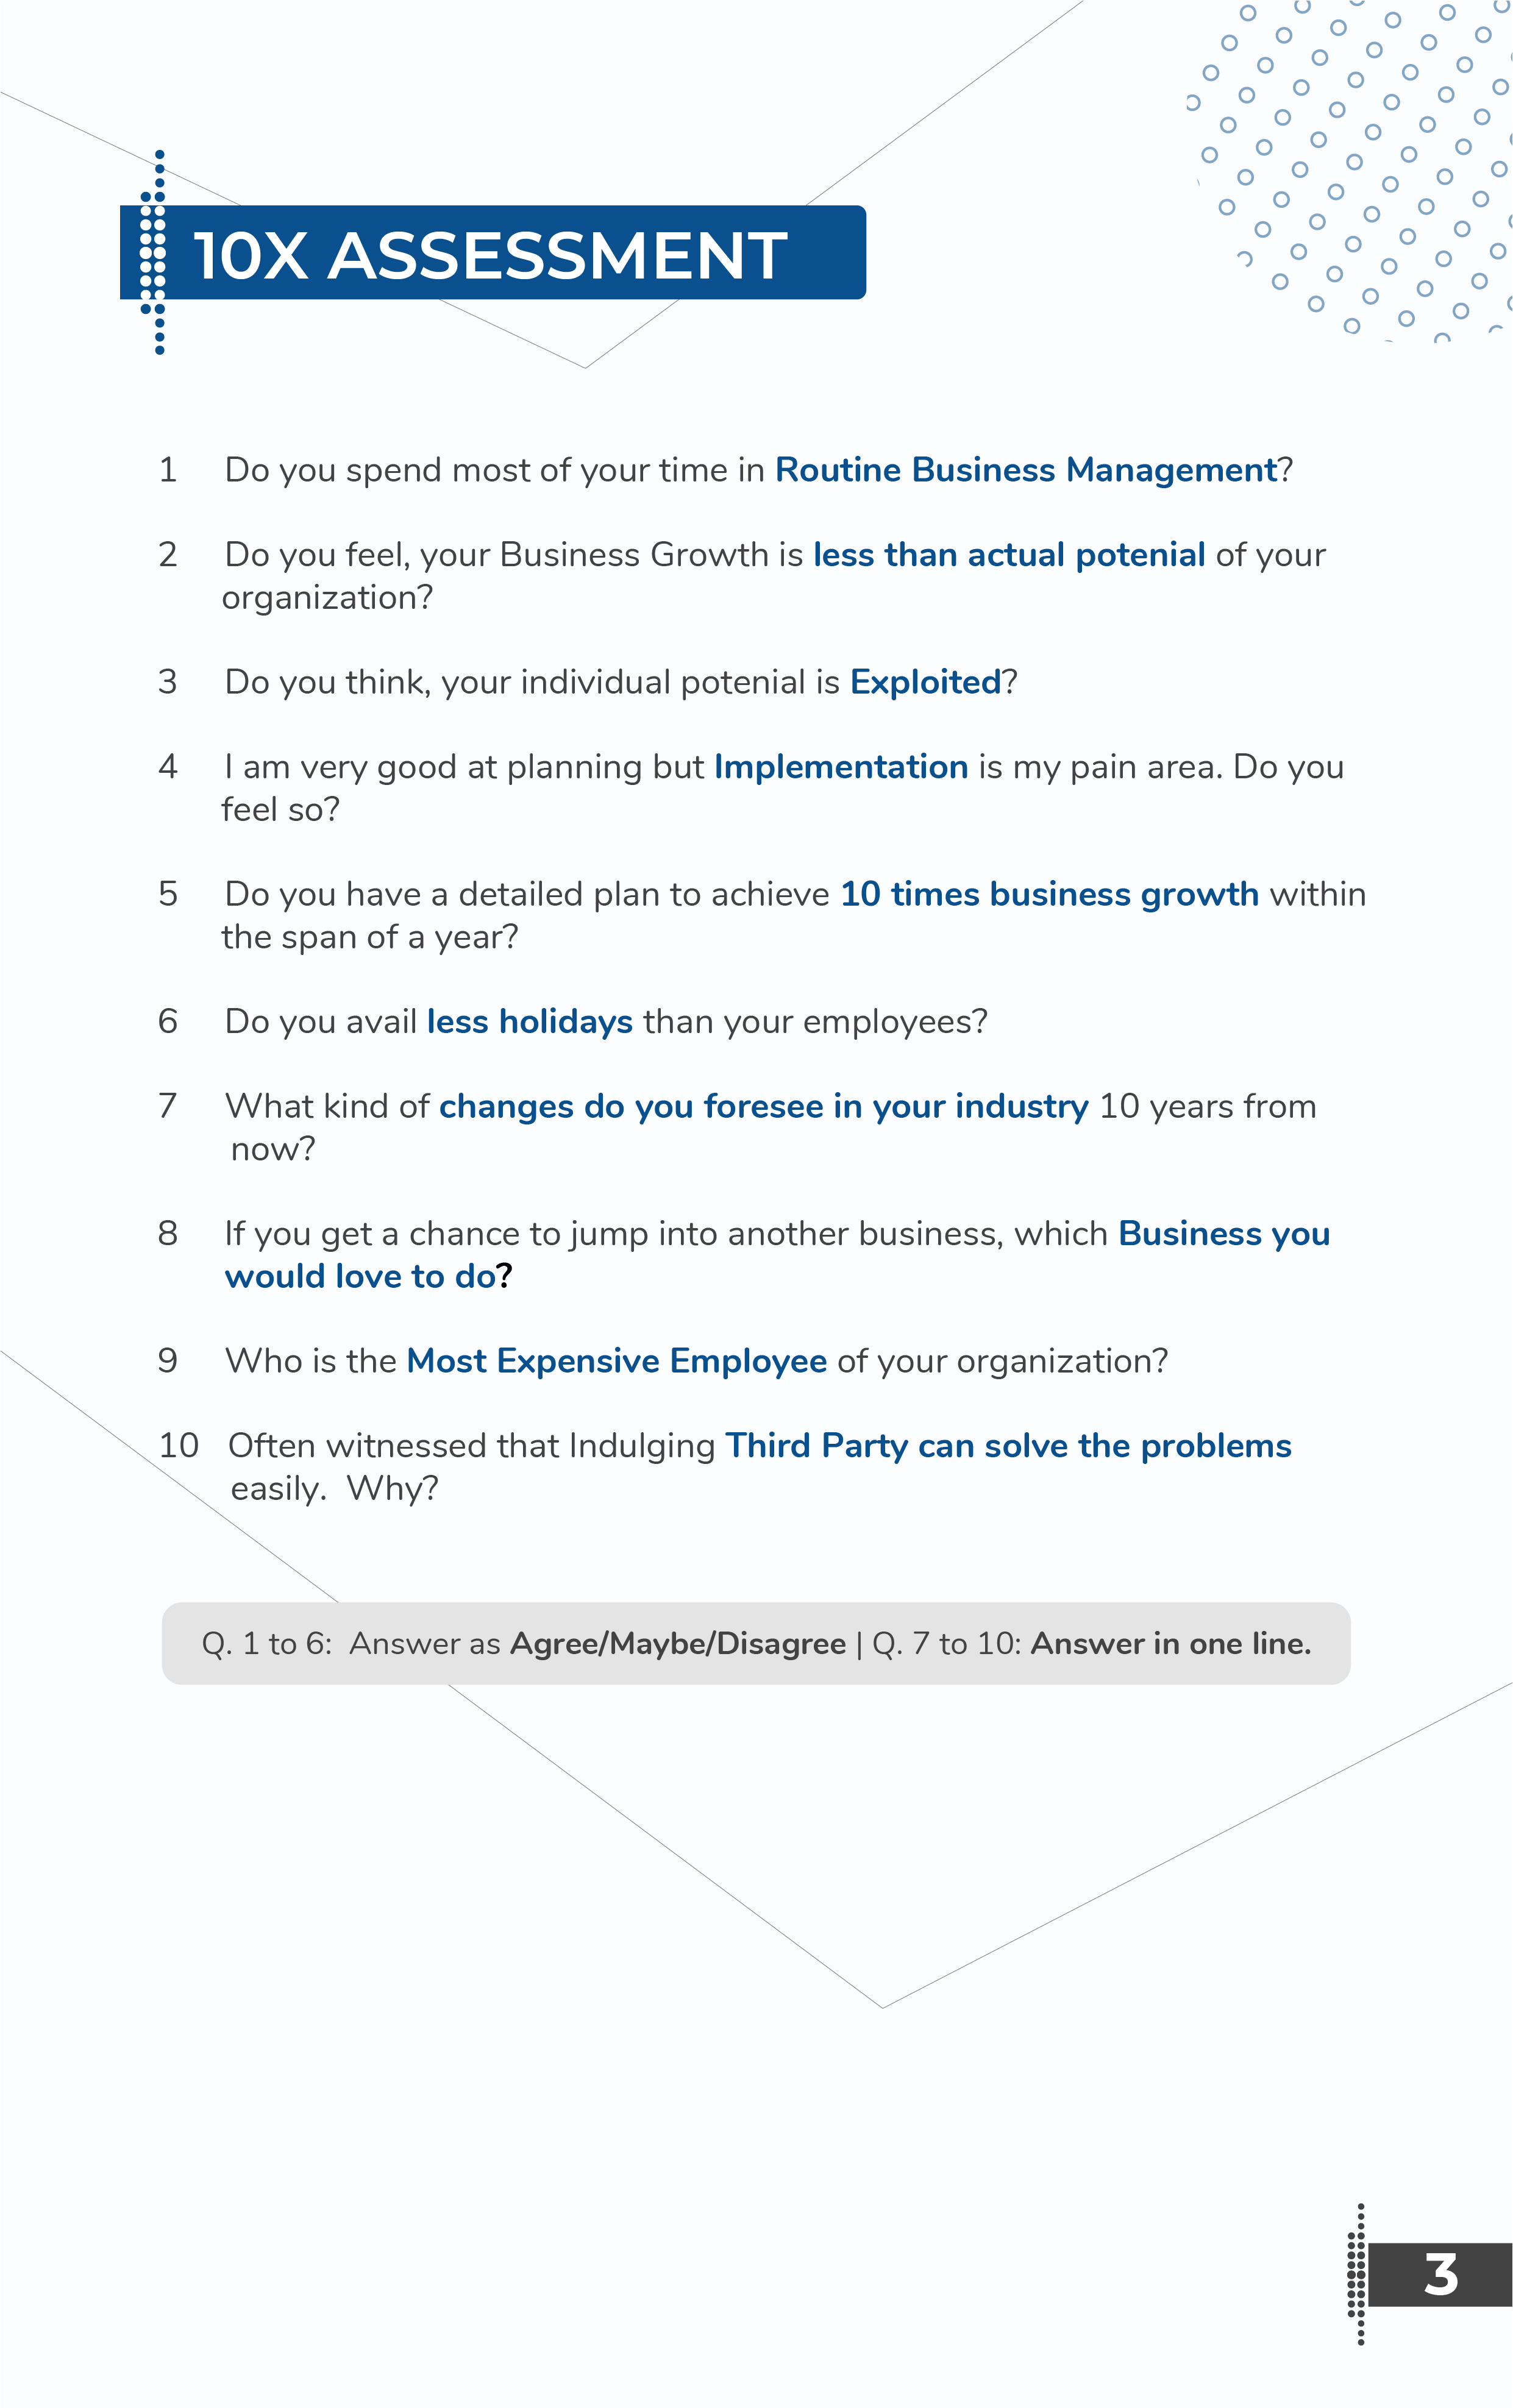 10X ASSESSMENT
1 Do you spend most of your time in Routine Business Management?
2 Do you feel, your Business Growth is less than actual potenial of your
organization?
3 Do you think, your individual potenial is Exploited?
4 I am very good at planning but Implementation is my pain area. Do you
feel so?
5 Do you have a detailed plan to achieve 10 times business growth within
the span of a year?
6 Do you avail less holidays than your employees?
7 What kind of changes do you foresee in your industry 10 years from
now?
8 If you get a chance to jump into another business, which Business you
would love to do?
9 Who is the Most Expensive Employee of your organization?
10 Often witnessed that Indulging Third Party can solve the problems
easily. Why?
Q. 1 to 6: Answer as Agree/Maybe/Disagree | Q. 7 to 10: Answer in one line.
3